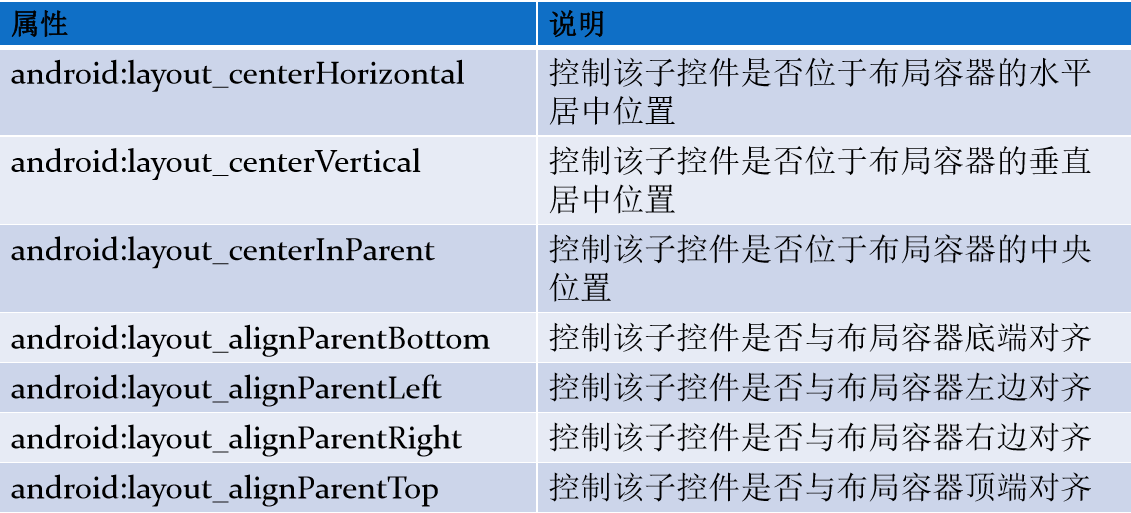 属性 说明
android:layout_centerHorizontal 控制该子控件是否位于布局容器的水平
居中位置
android:layout_centerVertical 控制该子控件是否位于布局容器的垂直
居中位置
android:layout_centerInParent 控制该子控件是否位于布局容器的中央
位置
android:layout_alignParentBottom 控制该子控件是否与布局容器底端对齐
android:layout_alignParentLeft 控制该子控件是否与布局容器左边对齐
android:layout_alignParentRight 控制该子控件是否与布局容器右边对齐
android:layout_alignParentTop 控制该子控件是否与布局容器顶端对齐